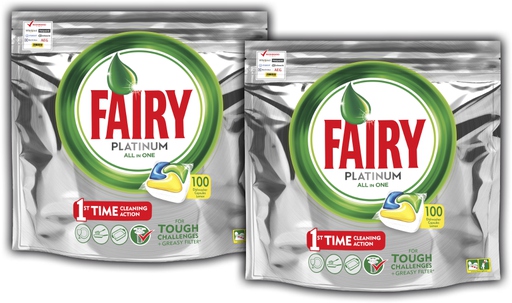 FAIRY
PLATINUM
ALL IN ONE
100
1ST TIME CLEANING
ACTION
FOR
TOUGH
CHALLENGES
+ GREASY FILTER*
FAIRY
PLATINUM
ALL IN ONE
100
1ST TIME CLEANING
ACTION
FOR
TOUGH
CHALLENGES
+ GREASY FILTER*